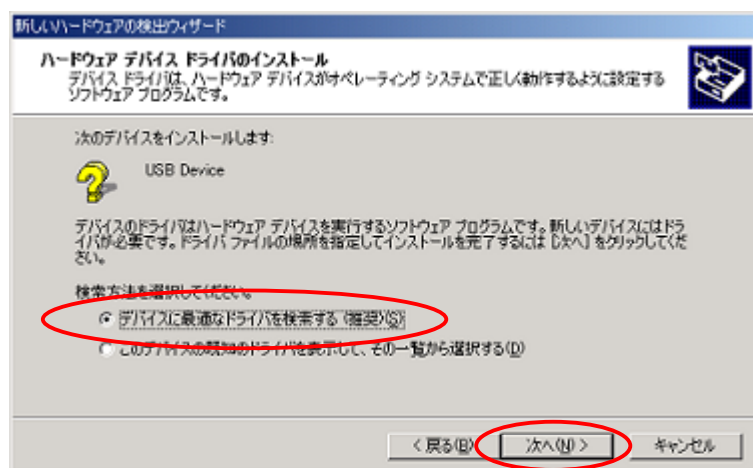 新しいハードウェアの検出ウィザード
ハードウェア デバイス ドライバのインストール
デバイス ドライバは、ハードウェア デバイスがオペレーティング システムで正しく動作するように設定する
ソフトウェア プログラムです。
次のデバイスをインストールします:
USB Device
デバイスのドライバはハードウェア デバイスを実行するソフトウェア プログラムです。新しいデバイスにはドラ
イバが必要です。ドライバ ファイルの場所を指定してインストールを完了するには [次へ] をクリックしてくだ
さい。
検索方法を選択してください。
デバイスに最適なドライバを検索する (推奨)(S)
このデバイスの既知のドライバを表示して、その一覧から選択する(D)
< 戻る(B)
次へ(N) >
キャンセル